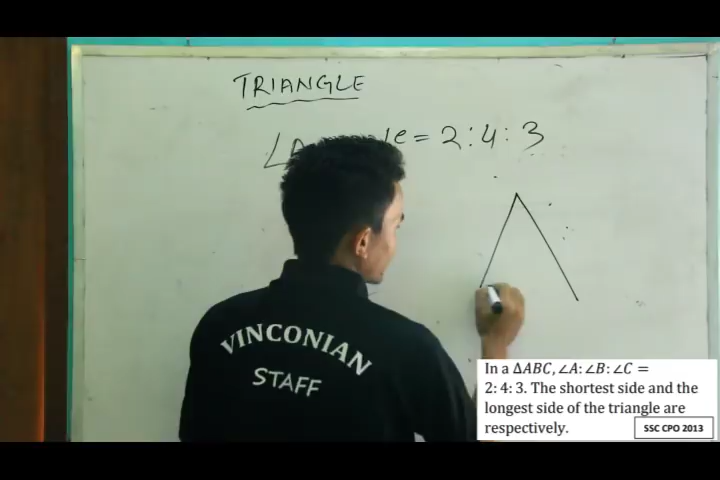 TRIANGLE
= 2:4:3
VINCONIAN
STAFF
In a ΔABC, ∠A: ∠B: ∠C =
2: 4: 3. The shortest side and the
longest side of the triangle are
respectively.
SSC CPO 2013